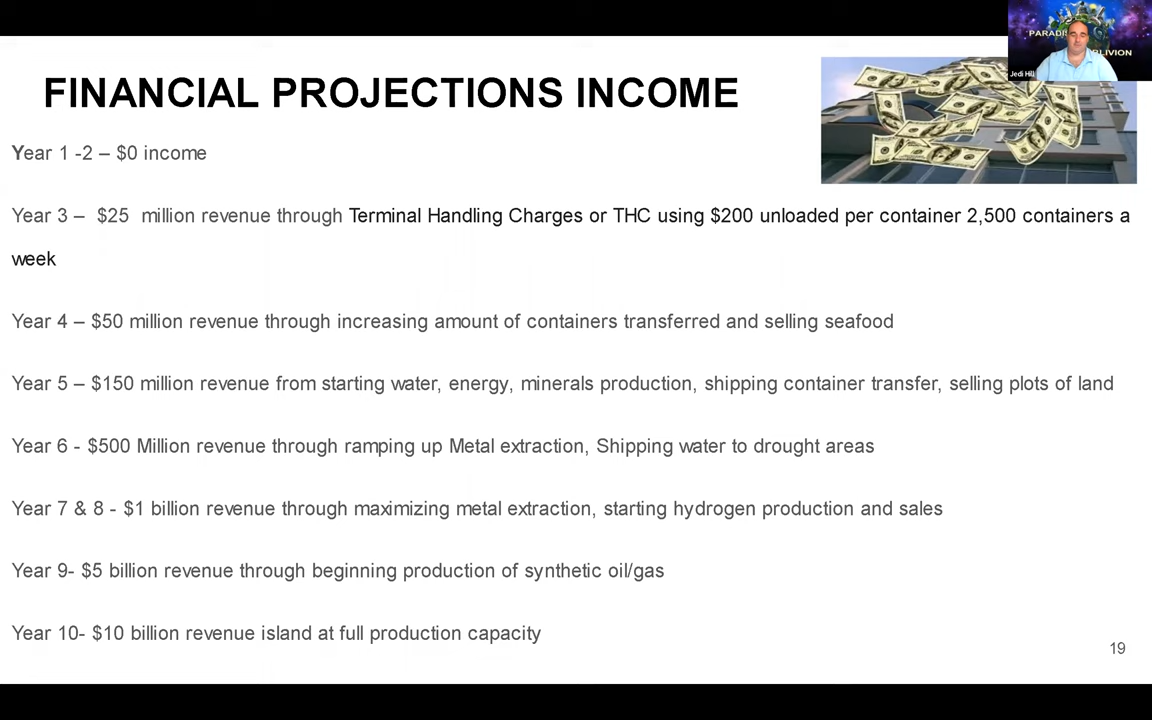 PARADI
BLIVION
Jedi Hill
FINANCIAL PROJECTIONS INCOME
Year 1 -2 – $0 income
Year 3 – $25 million revenue through Terminal Handling Charges or THC using $200 unloaded per container 2,500 containers a
week
Year 4 – $50 million revenue through increasing amount of containers transferred and selling seafood
Year 5 – $150 million revenue from starting water, energy, minerals production, shipping container transfer, selling plots of land
Year 6 - $500 Million revenue through ramping up Metal extraction, Shipping water to drought areas
Year 7 & 8 - $1 billion revenue through maximizing metal extraction, starting hydrogen production and sales
Year 9- $5 billion revenue through beginning production of synthetic oil/gas
Year 10- $10 billion revenue island at full production capacity
19